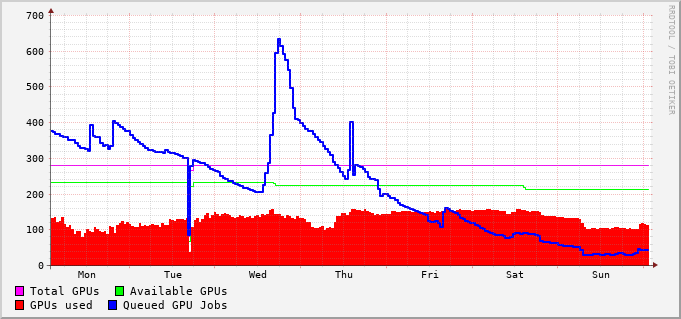 700
600
500
400
300
200
100
0
Mon Tue Wed Thu Fri Sat Sun
Total GPUs Available GPUs
GPUs used Queued GPU Jobs
RRDTOOL / TOBI OETIKER